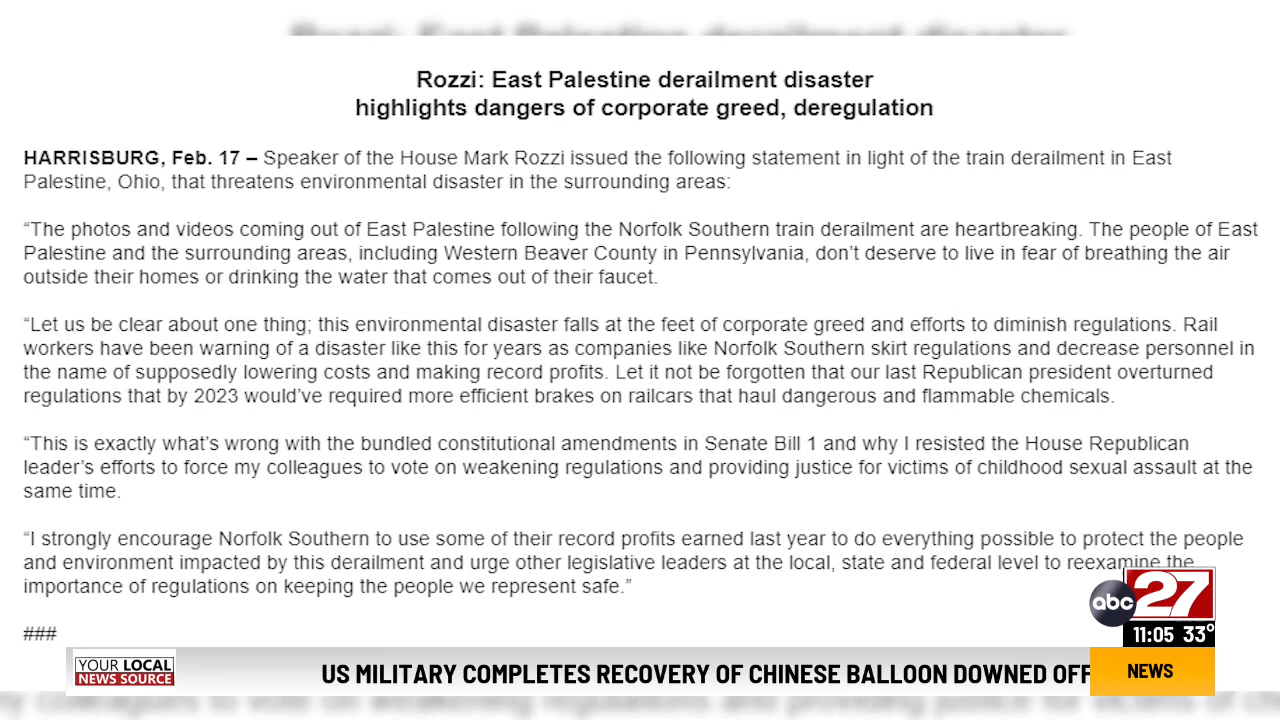 Rozzi: East Palestine derailment disaster
highlights dangers of corporate greed, deregulation
HARRISBURG, Feb. 17 – Speaker of the House Mark Rozzi issued the following statement in light of the train derailment in East
Palestine, Ohio, that threatens environmental disaster in the surrounding areas:
“The photos and videos coming out of East Palestine following the Norfolk Southern train derailment are heartbreaking. The people of East
Palestine and the surrounding areas, including Western Beaver County in Pennsylvania, don’t deserve to live in fear of breathing the air
outside their homes or drinking the water that comes out of their faucet.
“Let us be clear about one thing; this environmental disaster falls at the feet of corporate greed and efforts to diminish regulations. Rail
workers have been warning of a disaster like this for years as companies like Norfolk Southern skirt regulations and decrease personnel in
the name of supposedly lowering costs and making record profits. Let it not be forgotten that our last Republican president overturned
regulations that by 2023 would’ve required more efficient brakes on railcars that haul dangerous and flammable chemicals.
“This is exactly what’s wrong with the bundled constitutional amendments in Senate Bill 1 and why I resisted the House Republican
leader’s efforts to force my colleagues to vote on weakening regulations and providing justice for victims of childhood sexual assault at the
same time.
“I strongly encourage Norfolk Southern to use some of their record profits earned last year to do everything possible to protect the people
and environment impacted by this derailment and urge other legislative leaders at the local, state and federal level to reexamine the
importance of regulations on keeping the people we represent safe.”
###
abc 27
11:05 33°
YOUR LOCAL
NEWS SOURCE
US MILITARY COMPLETES RECOVERY OF CHINESE BALLOON DOWNED OFF
NEWS